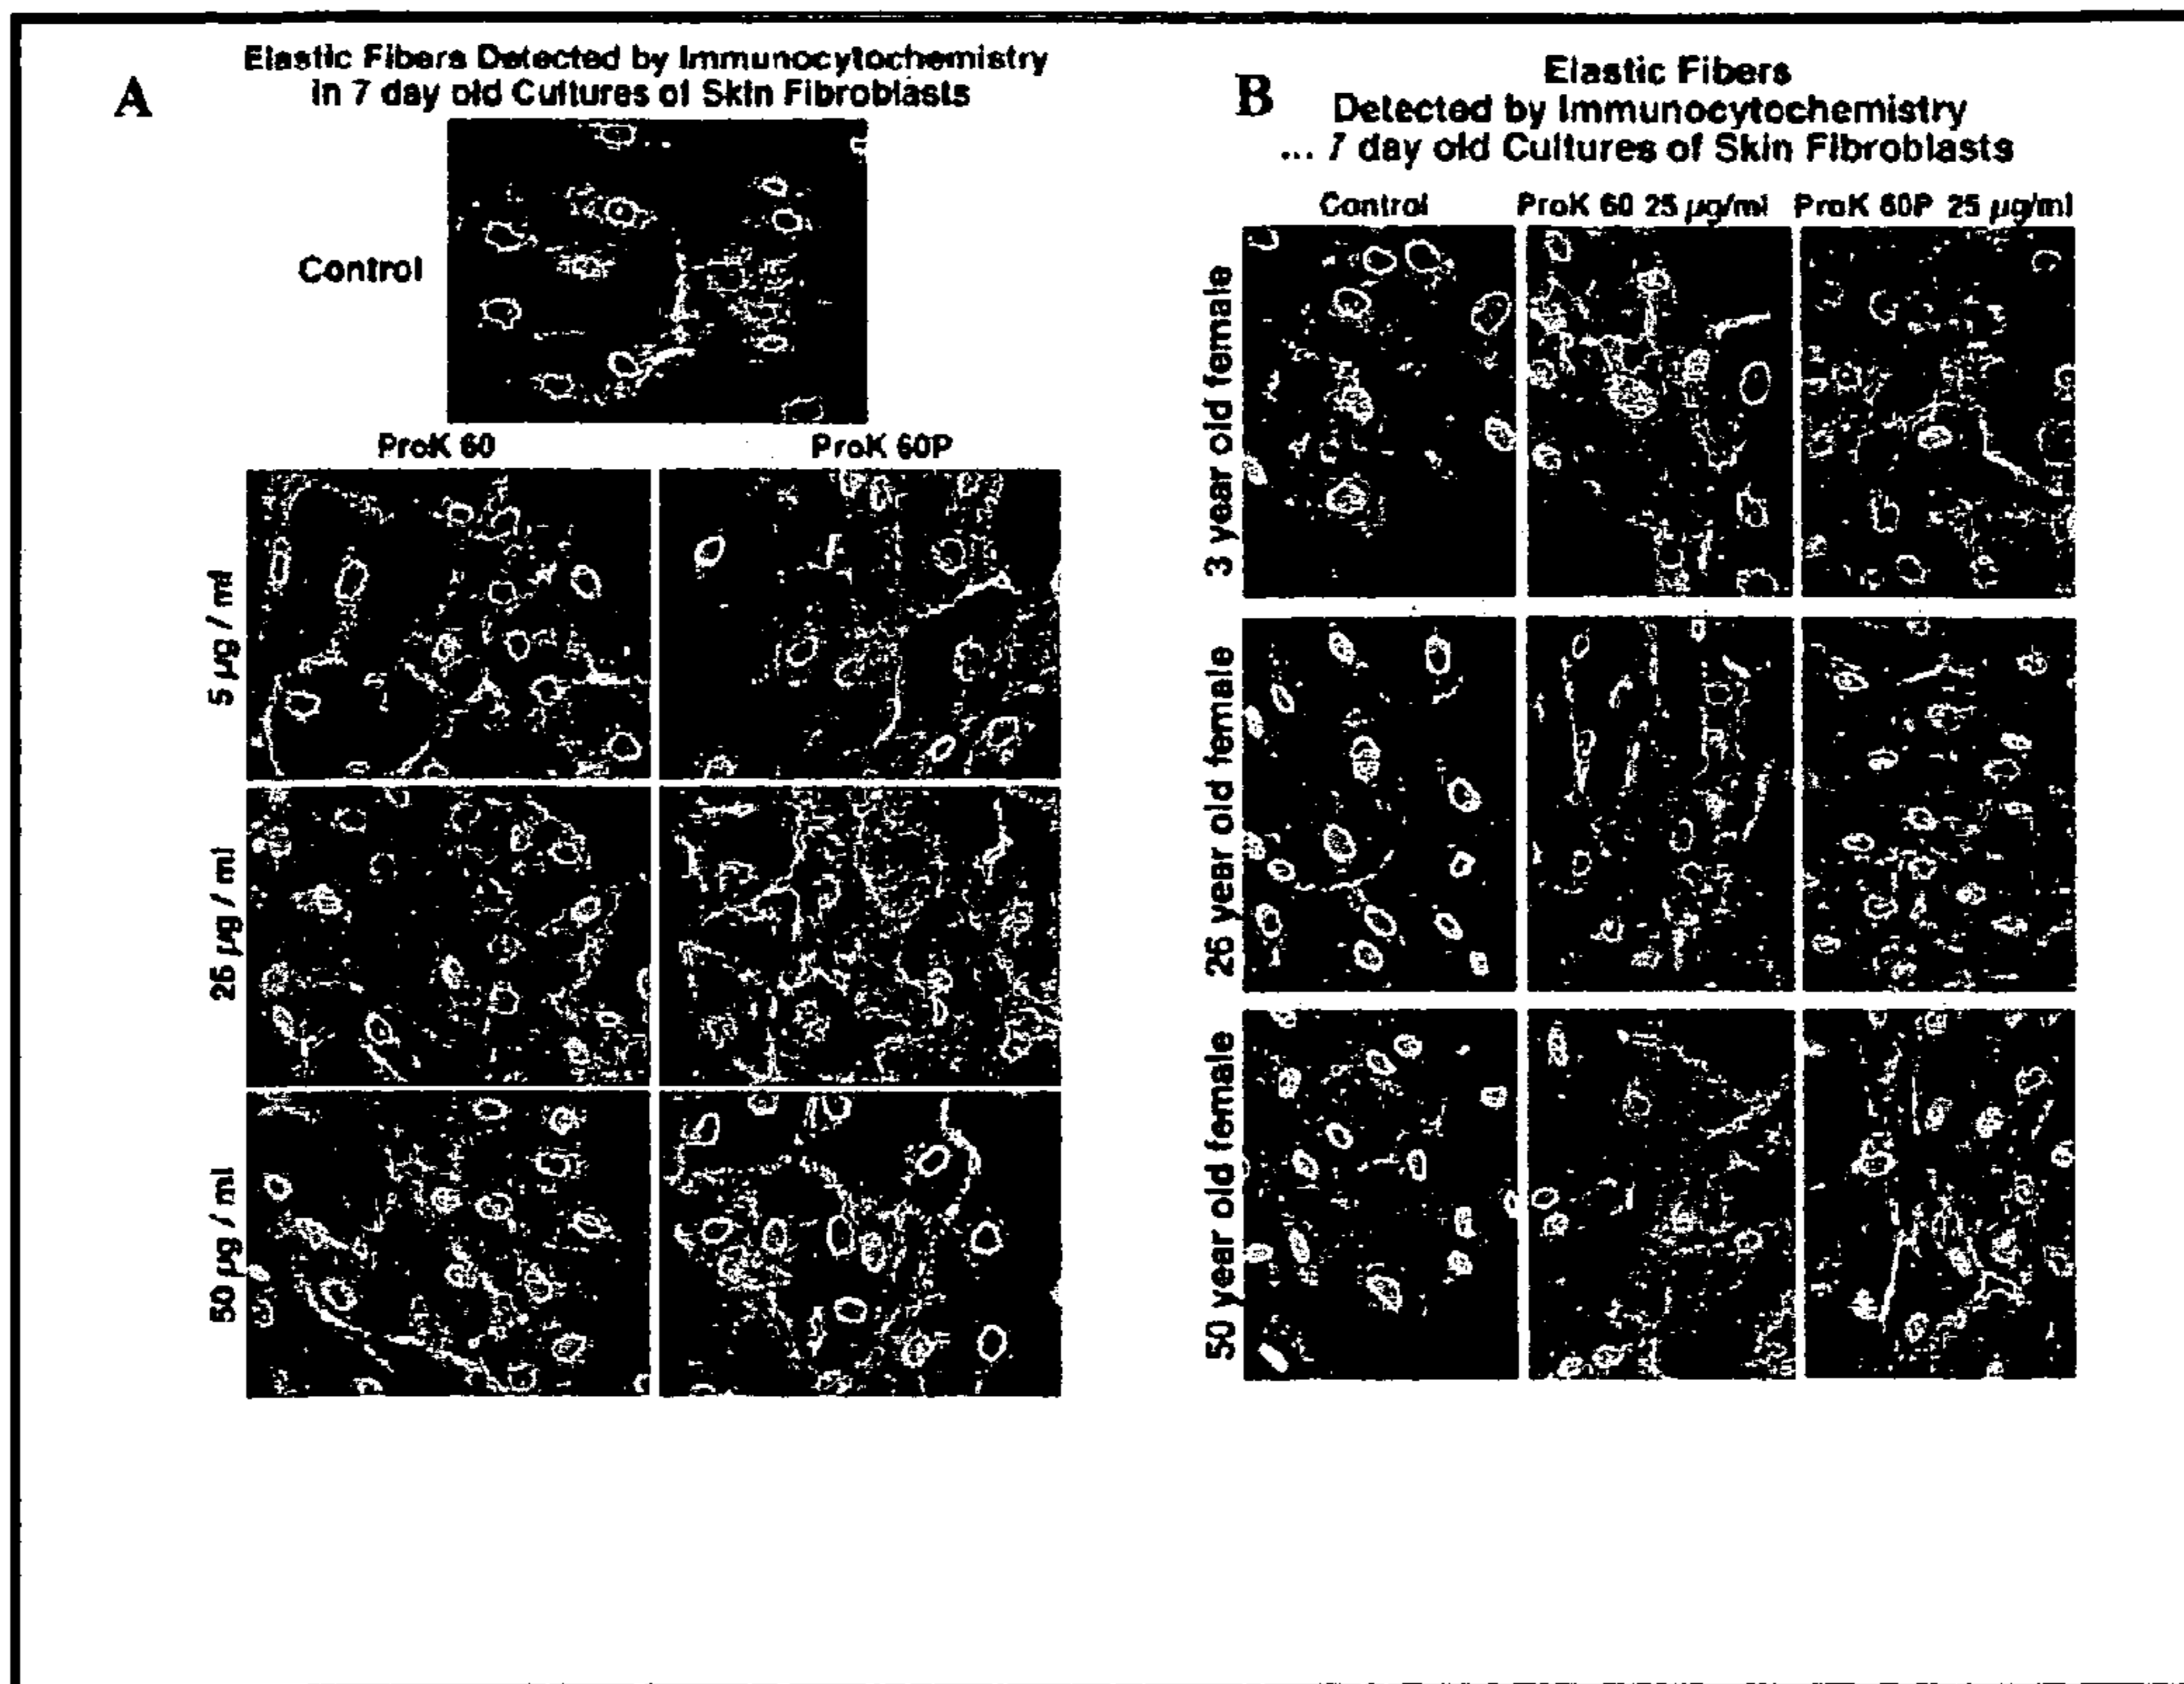 A
Elastic Fibers Detected by Immunocytochemistry
in 7 day old Cultures of Skin Fibroblasts
Control
ProK 60
ProK 60P
5 µg / ml
25 µg / ml
50 µg / ml
B
Elastic Fibers
Detected by Immunocytochemistry
... 7 day old Cultures of Skin Fibroblasts
Control
ProK 60 25 µg/ml
ProK 60P 25 µg/ml
3 year old female
26 year old female
50 year old female